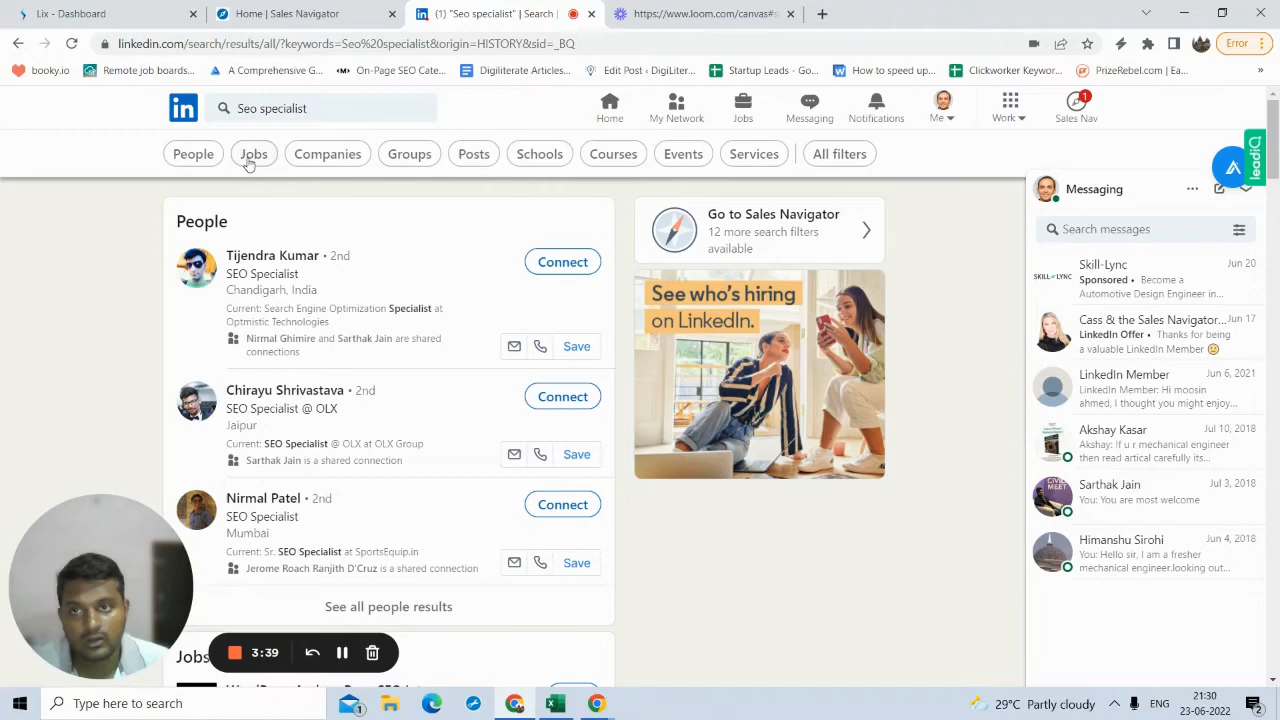 Lix - Dashboard
Home | Sales Navigator
(1) "Seo specialist" | Search |
https://www.loom.com/canvas#s
linkedin.com/search/results/all/?keywords=Seo%20specialist&origin=HISTORY&sid=_BQ
Error
booky.io
Remote job boards...
A Comprehensive G...
On-Page SEO Cate...
Digiliterate Articles...
Edit Post ‹ DigiLiter...
Startup Leads - Go...
How to speed up...
Clickworker Keywor...
PrizeRebel.com | Ea...
»
in
Seo specialist
Home
My Network
Jobs
Messaging
Notifications
Me
Work
1
Sales Nav
People
Jobs
Companies
Groups
Posts
Schools
Courses
Events
Services
All filters
leadiQ
People
Tijendra Kumar • 2nd
SEO Specialist
Chandigarh, India
Current: Search Engine Optimization Specialist at
Optmistic Technologies
Nirmal Ghimire and Sarthak Jain are shared
connections
Connect
Save
Chirayu Shrivastava • 2nd
SEO Specialist @ OLX
Jaipur
Current: SEO Specialist @ OLX at OLX Group
Sarthak Jain is a shared connection
Connect
Save
Nirmal Patel • 2nd
SEO Specialist
Mumbai
Current: Sr. SEO Specialist at SportsEquip.in
Jerome Roach Ranjith D'Cruz is a shared connection
Connect
Save
See all people results
Jobs
3:39
Go to Sales Navigator
12 more search filters
available
See who's hiring
on LinkedIn.
Messaging
Search messages
SKILL-LYNC
Skill-Lync
Jun 20
Sponsored • Become a
Automotive Design Engineer in...
Cass & the Sales Navigator...
Jun 17
LinkedIn Offer • Thanks for being
a valuable LinkedIn Member
LinkedIn Member
Jun 6, 2021
LinkedIn Member: Hi moosin
ahmed, I thought you might enjoy...
Akshay Kasar
Jul 10, 2018
Akshay: If u r mechanical engineer
then read artical carefully its...
Sarthak Jain
Jul 3, 2018
You: You are most welcome
Himanshu Sirohi
Jun 4, 2018
You: Hello sir, I am a fresher
mechanical engineer.looking out...
Type here to search
1
29°C Partly cloudy
ENG
21:30
23-06-2022
2